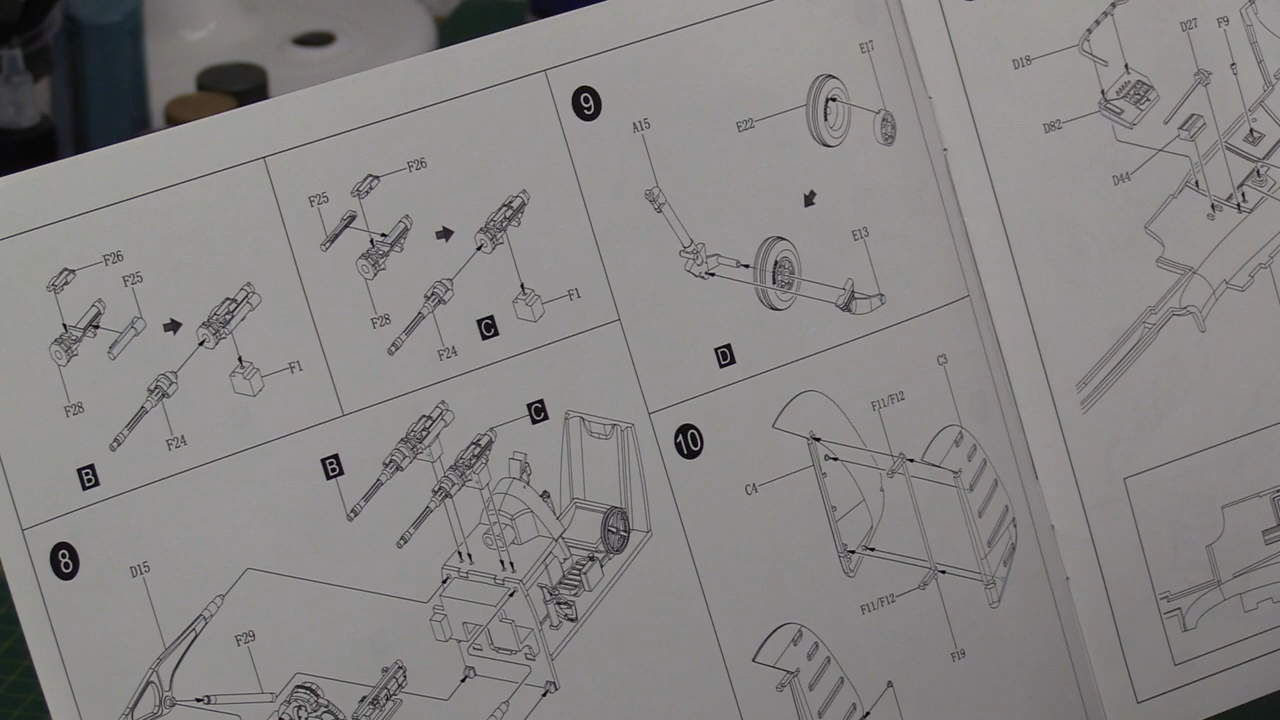 F26
F25
F28
F24
F1
B
F26
F25
F28
F24
F1
C
9
E17
E22
A15
E13
D
8
B
C
D15
F29
10
C3
F11/F12
C4
F11/F12
F19
D27
F9
D18
D82
D44